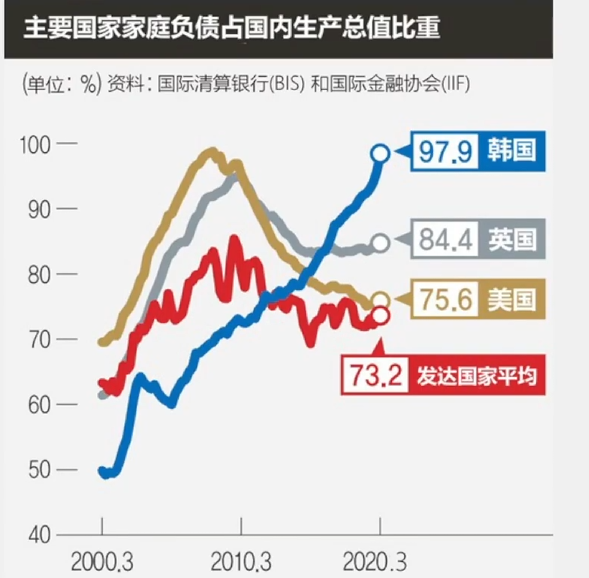 主要国家家庭负债占国内生产总值比重
(单位：%) 资料：国际清算银行(BIS) 和国际金融协会(IIF)
100
97.9 韩国
90
84.4 英国
80
75.6 美国
70
73.2 发达国家平均
60
50
40
2000.3 2010.3 2020.3